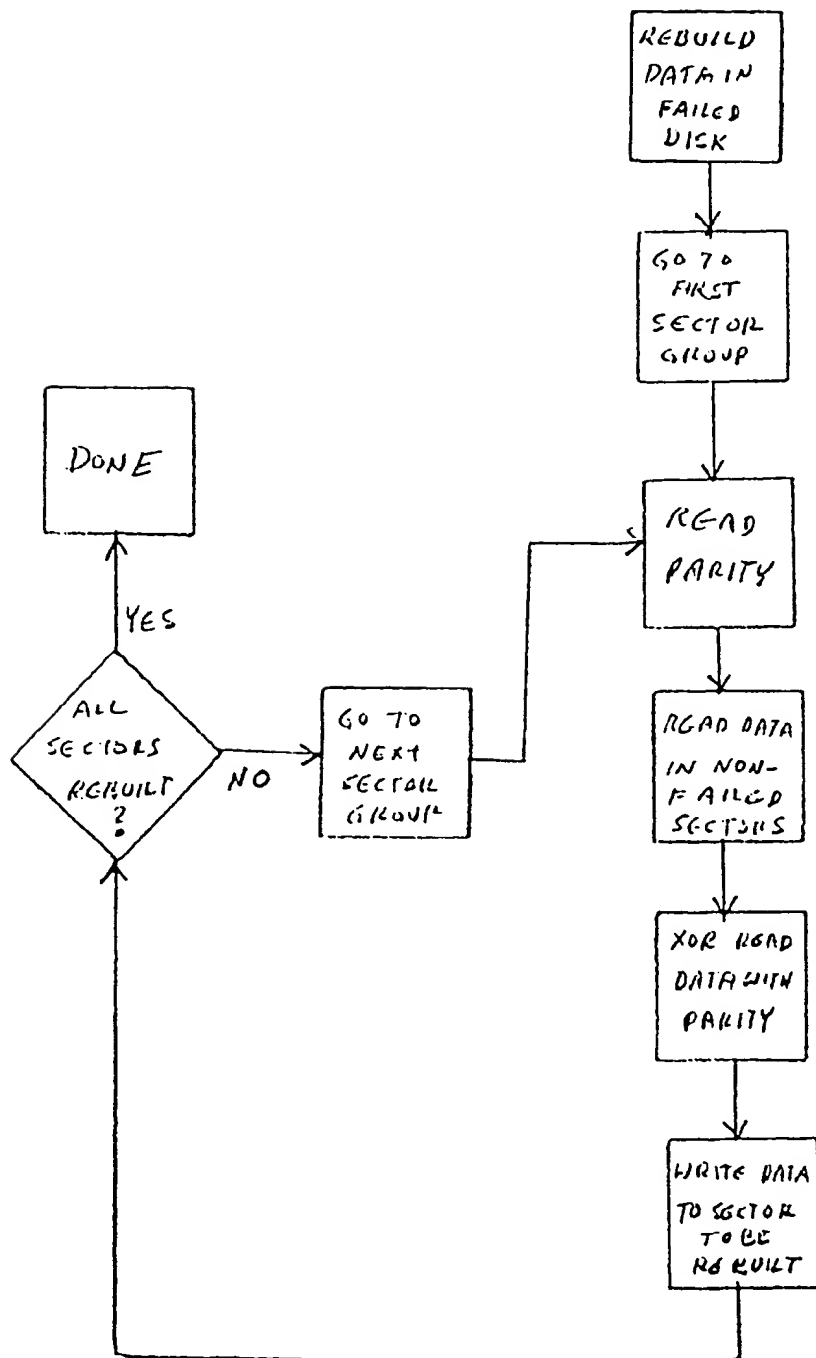 REBUILD
DATA IN
FAILED
DISK
GO TO
FIRST
SECTOR
GROUP
READ
PARITY
READ DATA
IN NON-
FAILED
SECTORS
XOR READ
DATA WITH
PARITY
WRITE DATA
TO SECTOR
TO BE
REBUILT
ALL
SECTORS
REBUILT
?
YES
DONE
NO
GO TO
NEXT
SECTOR
GROUP